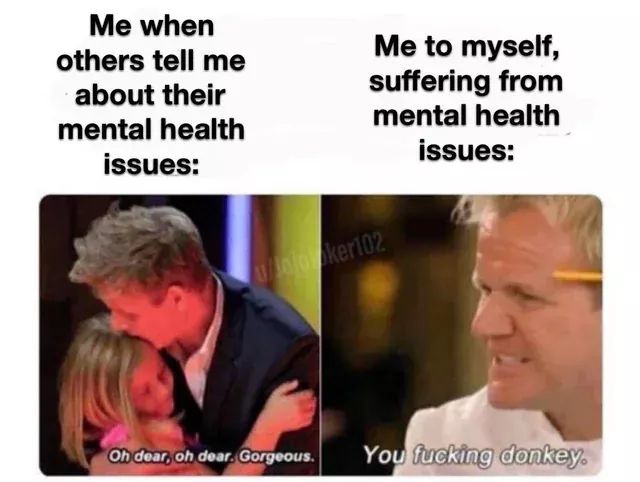 Me when
others tell me
about their
mental health
issues:
Me to myself,
suffering from
mental health
issues:
Oh dear, oh dear. Gorgeous.
You fucking donkey.